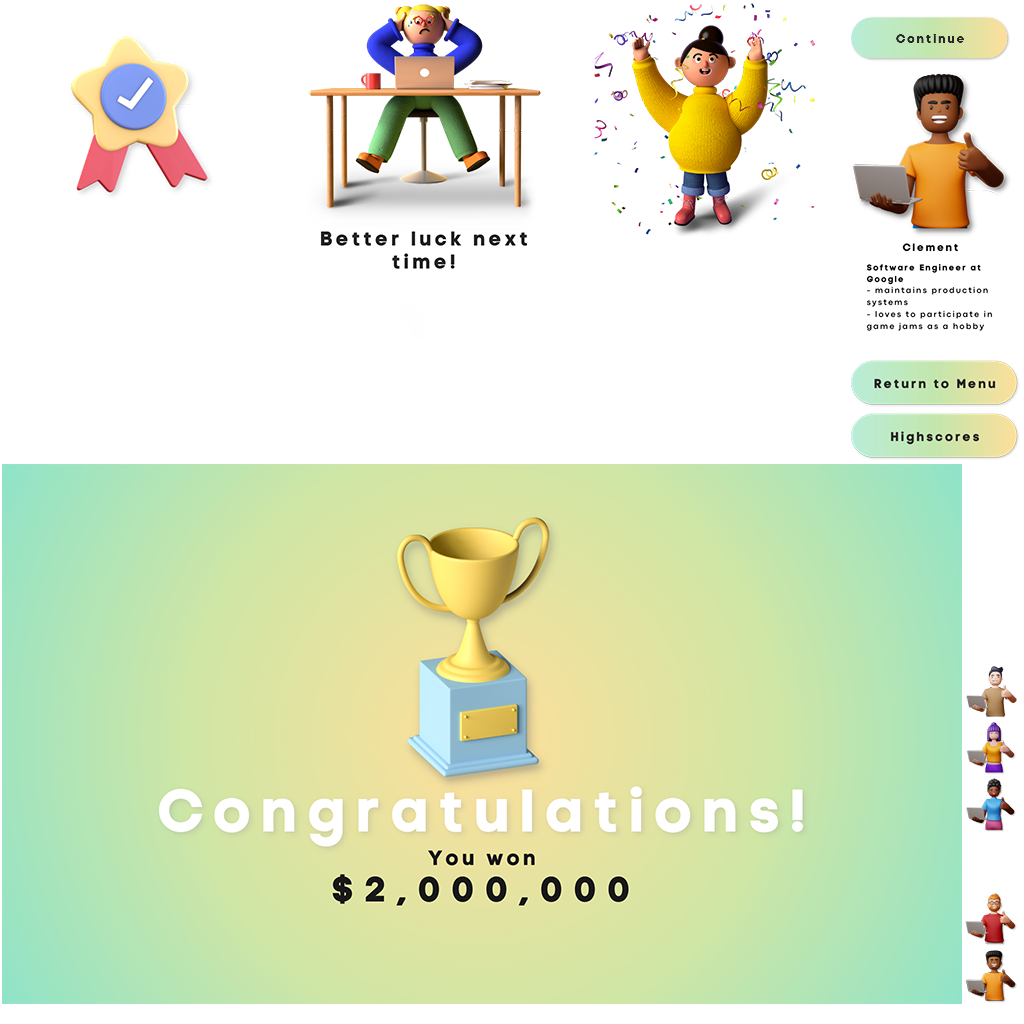 Continue
Better luck next
time!
Clement
Software Engineer at
Google
- maintains production
systems
- loves to participate in
game jams as a hobby
Return to Menu
Highscores
Congratulations!
You won
$2,000,000